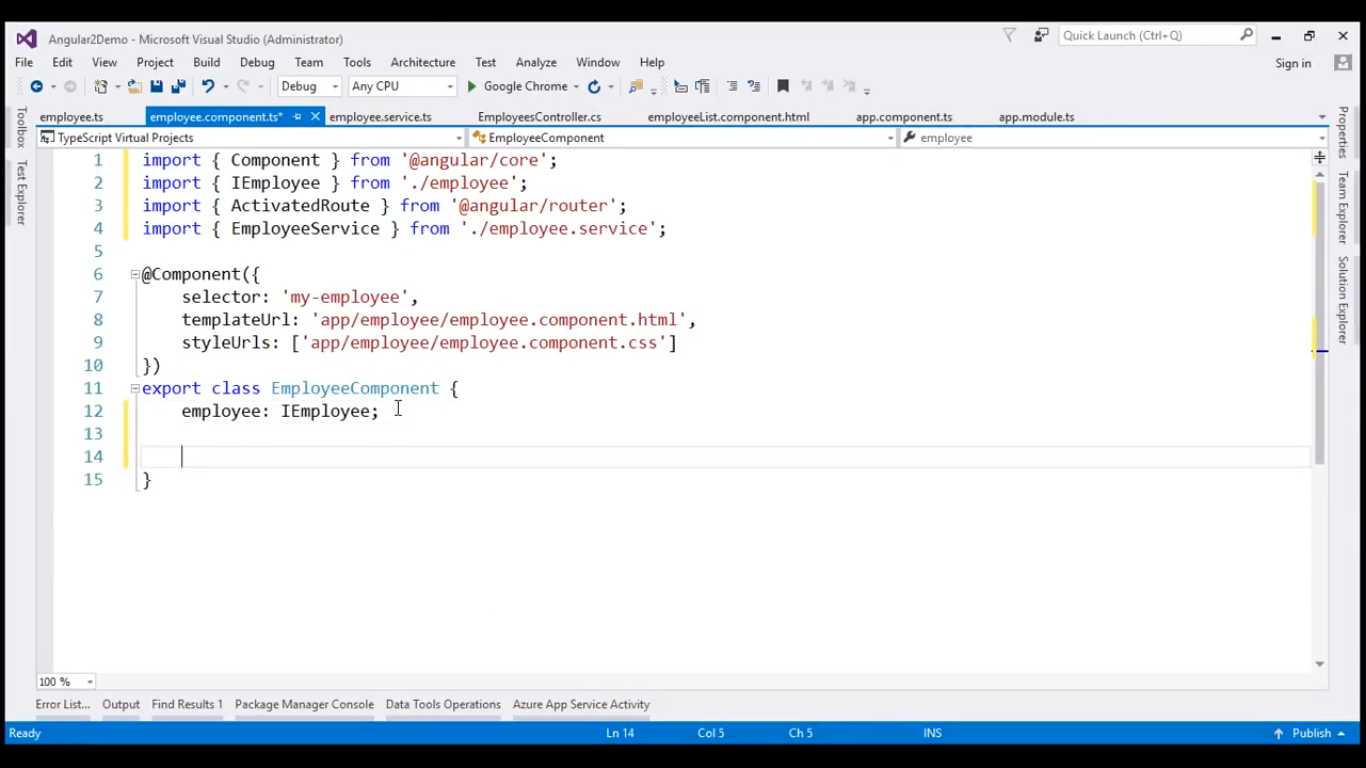 Angular2Demo - Microsoft Visual Studio (Administrator)
Quick Launch (Ctrl+Q)
File Edit View Project Build Debug Team Tools Architecture Test Analyze Window Help
Sign in
Debug Any CPU Google Chrome
employee.ts employee.component.ts* employee.service.ts EmployeesController.cs employeeList.component.html app.component.ts app.module.ts
TypeScript Virtual Projects EmployeeComponent employee
Toolbox
Test Explorer
1 import { Component } from '@angular/core';
2 import { IEmployee } from './employee';
3 import { ActivatedRoute } from '@angular/router';
4 import { EmployeeService } from './employee.service';
5
6 @Component({
7 selector: 'my-employee',
8 templateUrl: 'app/employee/employee.component.html',
9 styleUrls: ['app/employee/employee.component.css']
10 })
11 export class EmployeeComponent {
12 employee: IEmployee;
13
14
15 }
Properties
Team Explorer
Solution Explorer
100 %
Error List... Output Find Results 1 Package Manager Console Data Tools Operations Azure App Service Activity
Ready Ln 14 Col 5 Ch 5 INS Publish